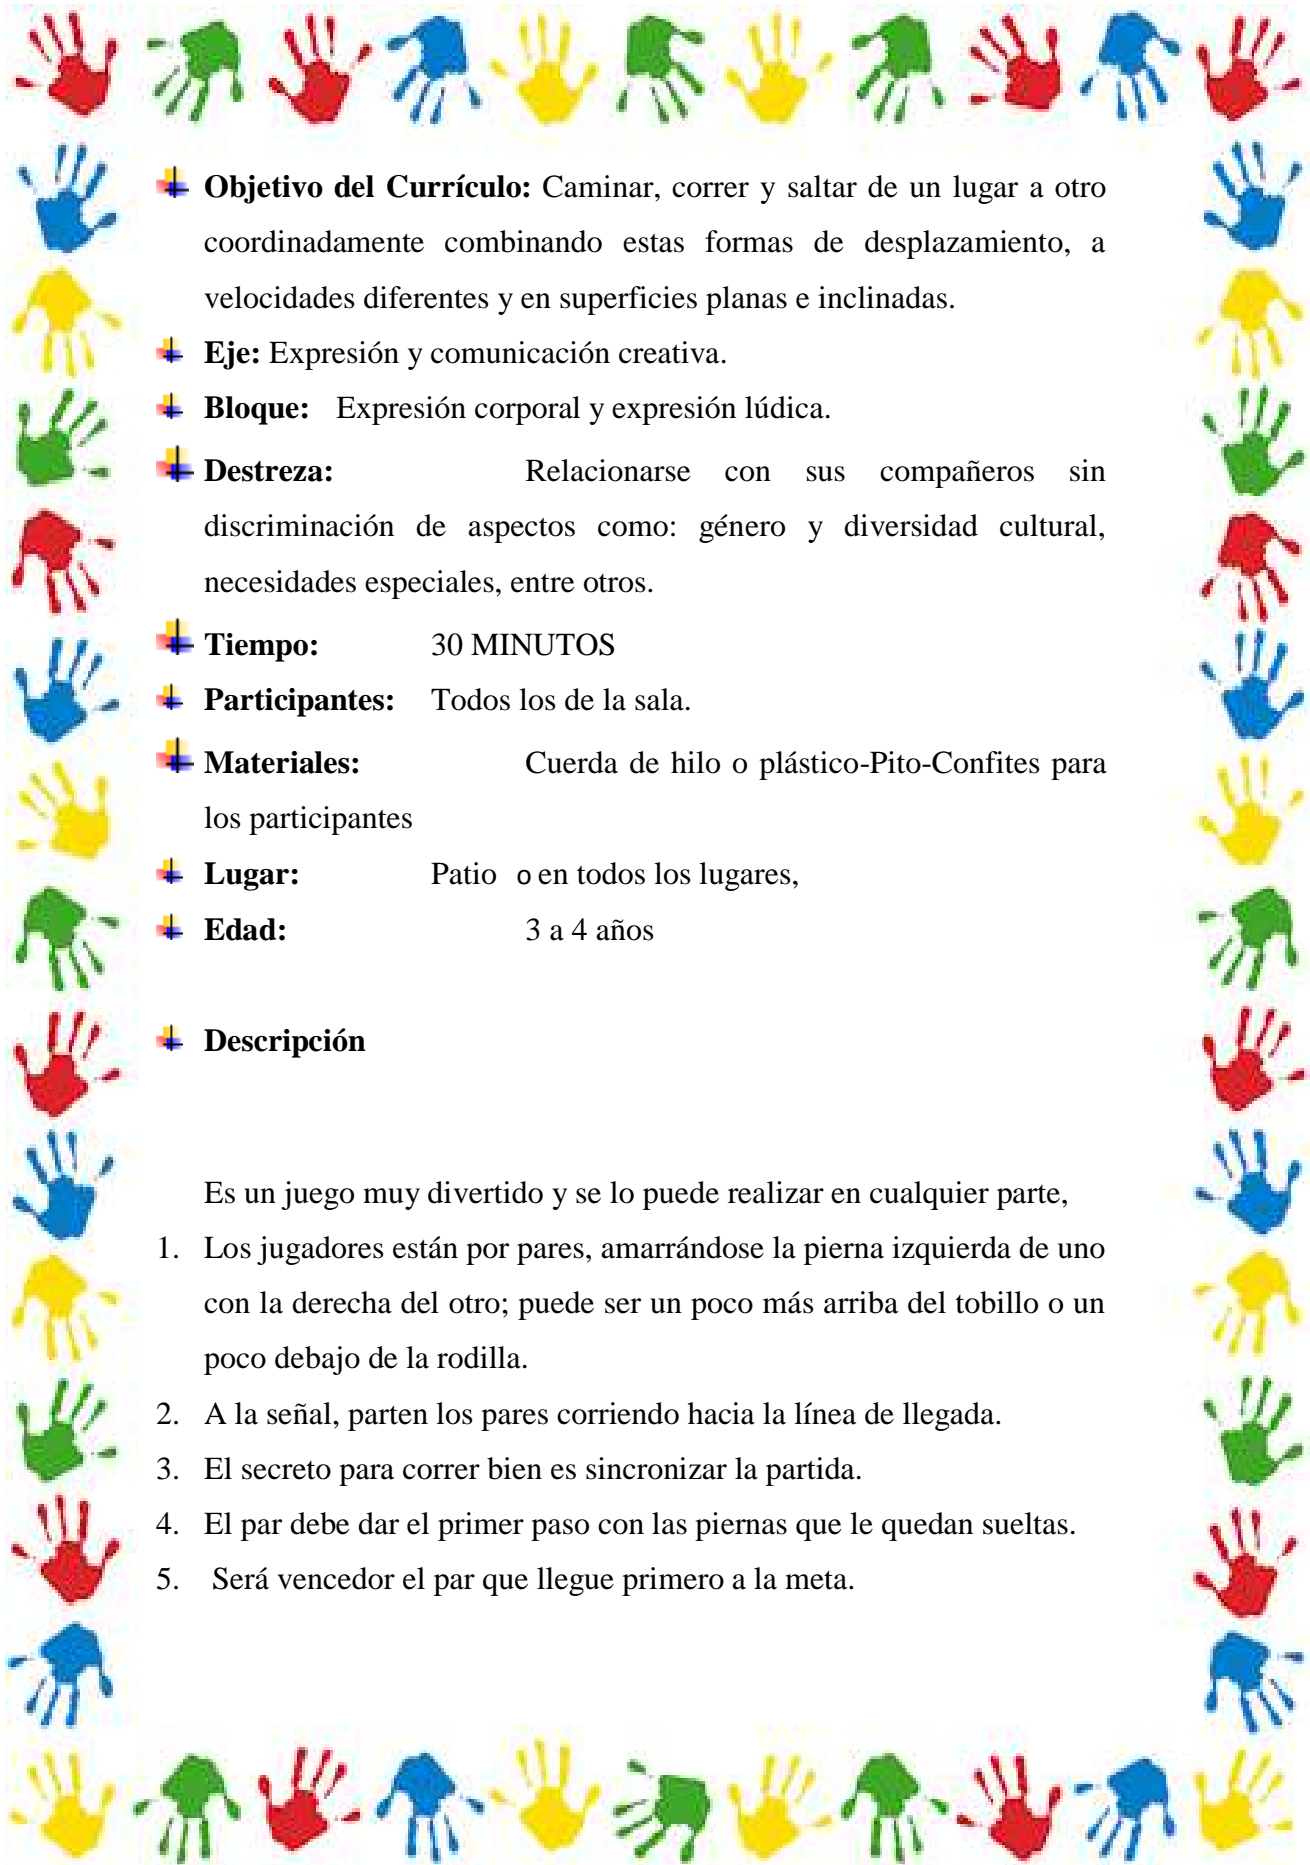 Objetivo del Currículo: Caminar, correr y saltar de un lugar a otro
coordinadamente combinando estas formas de desplazamiento, a
velocidades diferentes y en superficies planas e inclinadas.
Eje: Expresión y comunicación creativa.
Bloque: Expresión corporal y expresión lúdica.
Destreza: Relacionarse con sus compañeros sin
discriminación de aspectos como: género y diversidad cultural,
necesidades especiales, entre otros.
Tiempo: 30 MINUTOS
Participantes: Todos los de la sala.
Materiales: Cuerda de hilo o plástico-Pito-Confites para
los participantes
Lugar: Patio o en todos los lugares,
Edad: 3 a 4 años
Descripción
Es un juego muy divertido y se lo puede realizar en cualquier parte,
1. Los jugadores están por pares, amarrándose la pierna izquierda de uno
con la derecha del otro; puede ser un poco más arriba del tobillo o un
poco debajo de la rodilla.
2. A la señal, parten los pares corriendo hacia la línea de llegada.
3. El secreto para correr bien es sincronizar la partida.
4. El par debe dar el primer paso con las piernas que le quedan sueltas.
5. Será vencedor el par que llegue primero a la meta.